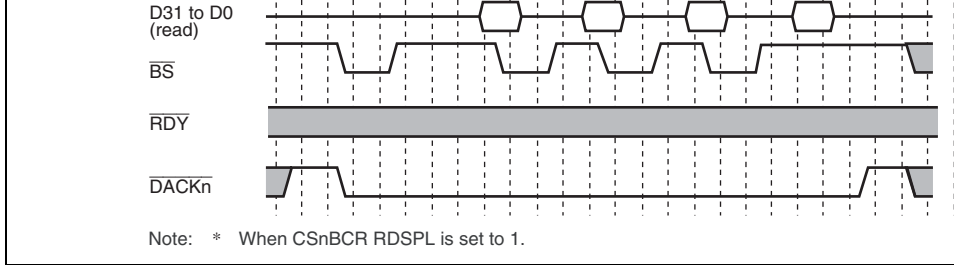 D31 to D0
(read)
BS
RDY
DACKn
Note: * When CSnBCR RDSPL is set to 1.